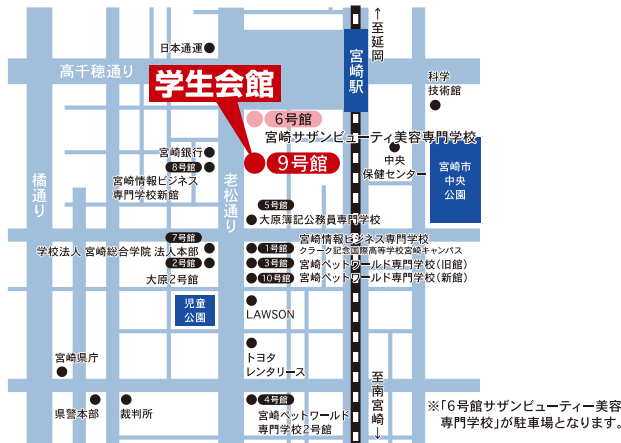 ↑至延岡
日本通運
高千穂通り
宮崎駅
科学
技術館
学生会館
6号館
宮崎サザンビューティ美容専門学校
宮崎銀行
8号館
宮崎情報ビジネス
専門学校新館
9号館
中央
保健センター
宮崎市
中央
公園
橘通り
老松通り
5号館
大原簿記公務員専門学校
7号館
学校法人 宮崎総合学院 法人本部
2号館
大原2号館
1号館
宮崎情報ビジネス専門学校
クラーク記念国際高等学校宮崎キャンパス
3号館
宮崎ペットワールド専門学校(旧館)
10号館
宮崎ペットワールド専門学校(新館)
児童
公園
LAWSON
宮崎県庁
トヨタ
レンタリース
至南宮崎↓
県警本部
裁判所
4号館
宮崎ペットワールド
専門学校2号館
※「6号館サザンビューティー美容
専門学校」が駐車場となります。